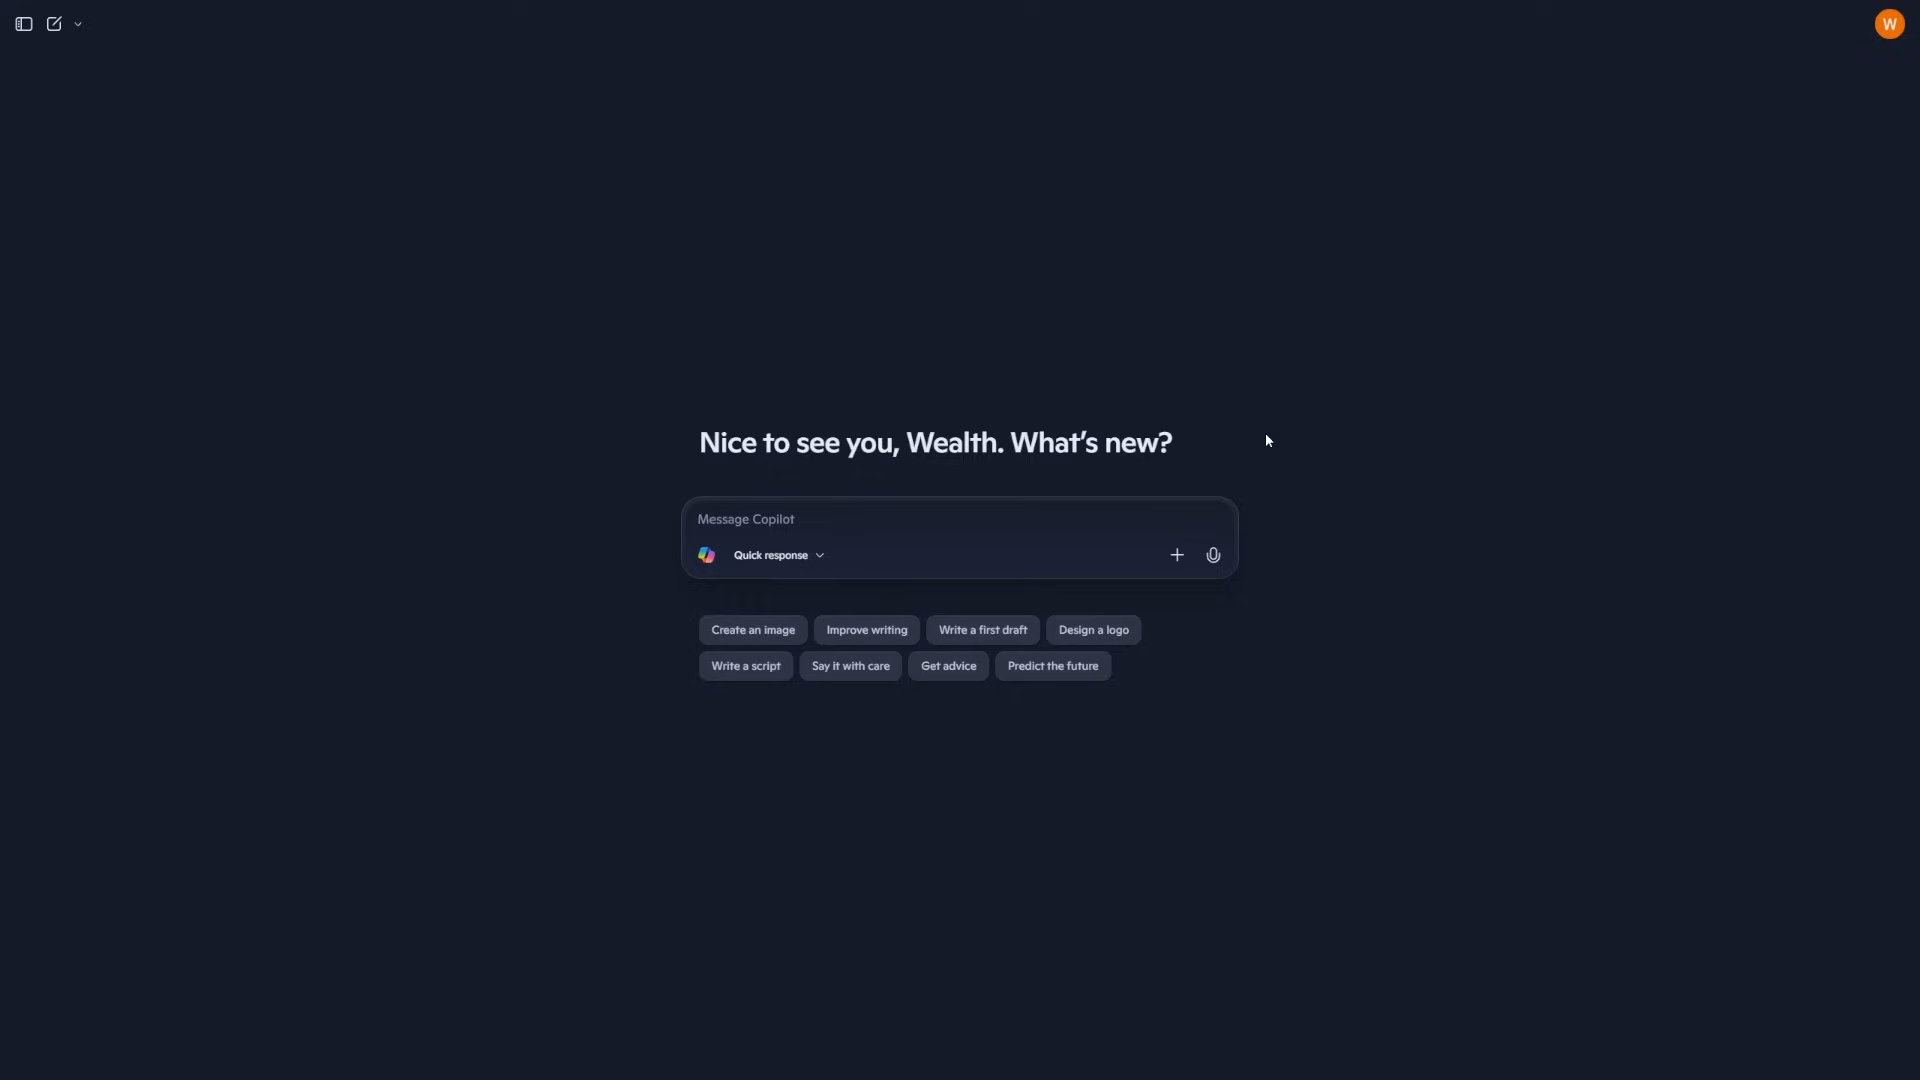 W
Nice to see you, Wealth. What's new?
Message Copilot
Quick response
Create an image
Improve writing
Write a first draft
Design a logo
Write a script
Say it with care
Get advice
Predict the future